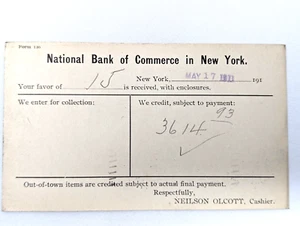 Form 140
National Bank of Commerce in New York.
New York, MAY 17 191
Your favor of 15 is received, with enclosures.
We enter for collection: We credit, subject to payment:
3614 93
Out-of-town items are credited subject to actual final payment.
Respectfully,
NEILSON OLCOTT, Cashier.